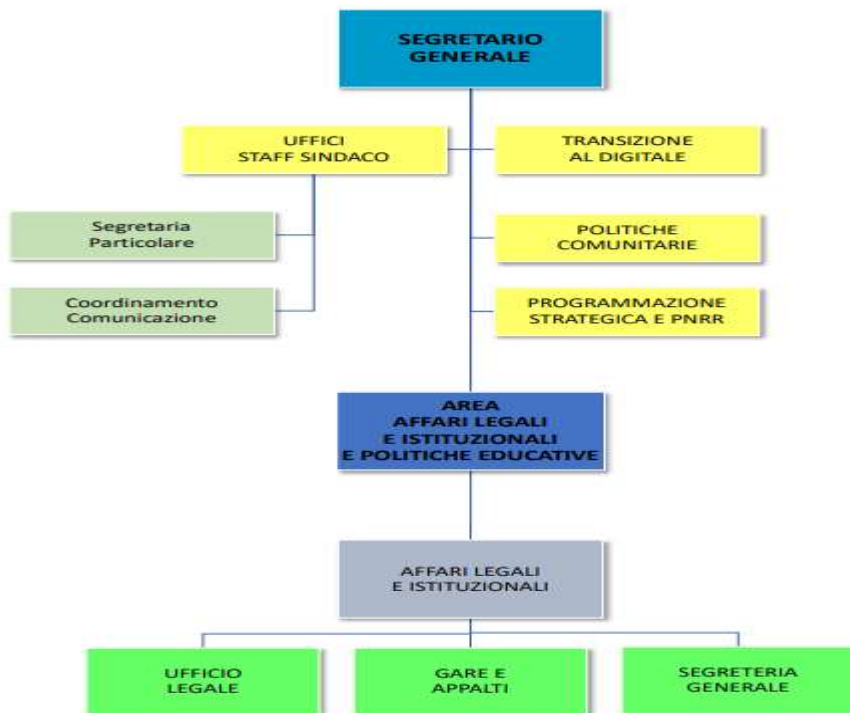 SEGRETARIO
GENERALE
UFFICI
STAFF SINDACO
TRANSIZIONE
AL DIGITALE
Segretaria
Particolare
POLITICHE
COMUNITARIE
Coordinamento
Comunicazione
PROGRAMMAZIONE
STRATEGICA E PNRR
AREA
AFFARI LEGALI
E ISTITUZIONALI
E POLITICHE EDUCATIVE
AFFARI LEGALI
E ISTITUZIONALI
UFFICIO
LEGALE
GARE E
APPALTI
SEGRETERIA
GENERALE